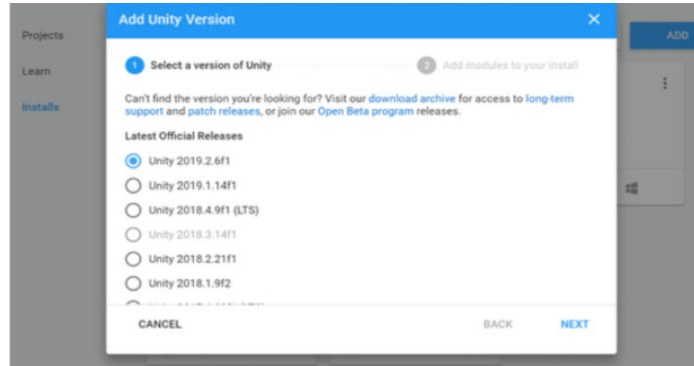 Add Unity Version
Projects
ADD
Learn
1 Select a version of Unity 2 Add modules to your install
Installs
Can't find the version you're looking for? Visit our download archive for access to long-term
support and patch releases, or join our Open Beta program releases.
Latest Official Releases
Unity 2019.2.6f1
Unity 2019.1.14f1
Unity 2018.4.9f1 (LTS)
Unity 2018.3.14f1
Unity 2018.2.21f1
Unity 2018.1.9f2
CANCEL BACK NEXT